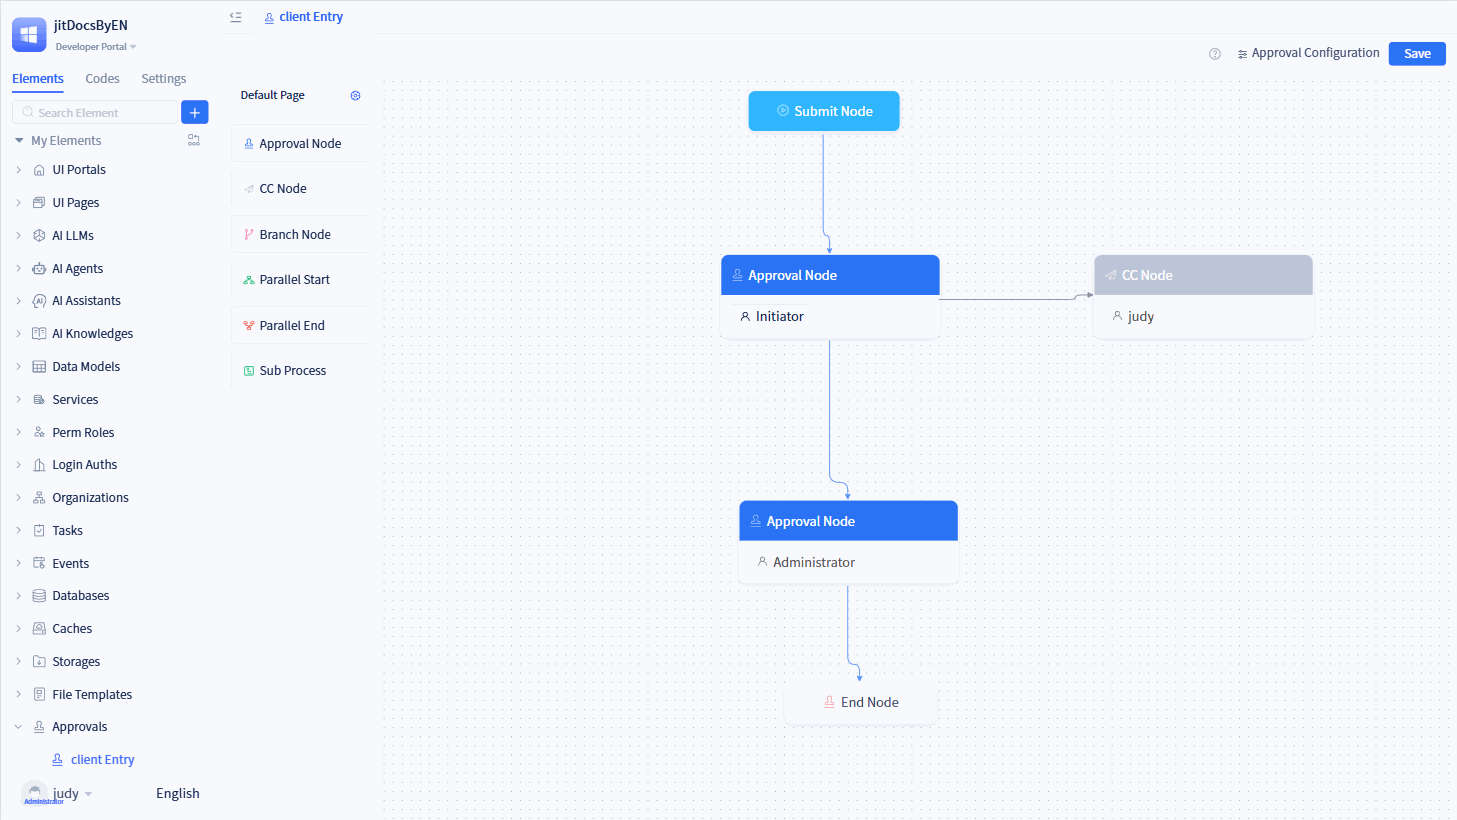 jitDocsByEN
Developer Portal
Elements Codes Settings
Search Element
My Elements
UI Portals
UI Pages
AI LLMs
AI Agents
AI Assistants
AI Knowledges
Data Models
Services
Perm Roles
Login Auths
Organizations
Tasks
Events
Databases
Caches
Storages
File Templates
Approvals
client Entry
judy
Administrator
English
client Entry
Approval Configuration
Save
Default Page
Approval Node
CC Node
Branch Node
Parallel Start
Parallel End
Sub Process
Submit Node
Approval Node
Initiator
CC Node
judy
Approval Node
Administrator
End Node